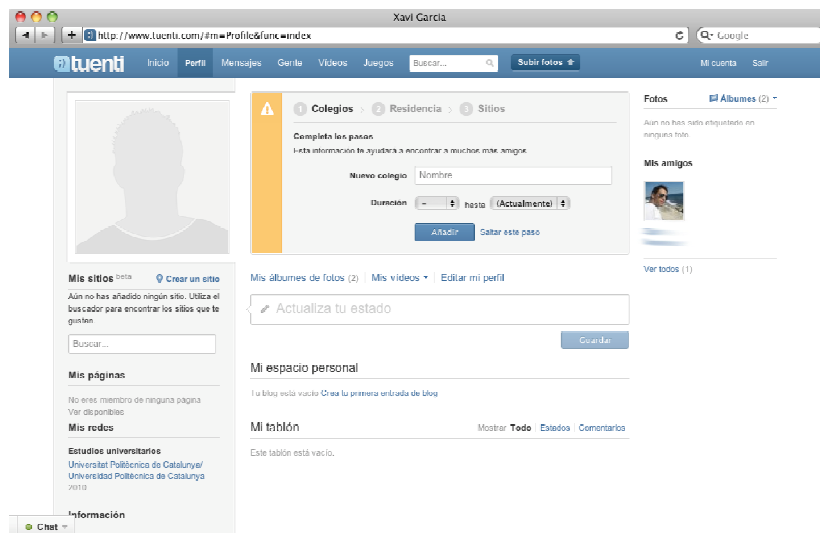 Xavi García
http://www.tuenti.com/#m=Profile&func=index
Google
tuenti Inicio Perfil Mensajes Gente Vídeos Juegos Buscar... Subir fotos Mi cuenta Salir
1 Colegios > 2 Residencia > 3 Sitios
Completa los pasos
Esta información te ayudará a encontrar a muchos más amigos
Nuevo colegio Nombre
Duración - hasta (Actualmente)
Añadir Saltar este paso
Fotos Álbumes (2)
Aún no has sido etiquetado en
ninguna foto.
Mis amigos
Ver todos (1)
Mis sitios beta Crear un sitio
Aún no has añadido ningún sitio. Utiliza el
buscador para encontrar los sitios que te
gustan.
Buscar...
Mis páginas
No eres miembro de ninguna página
Ver disponibles
Mis redes
Estudios universitarios
Universitat Politècnica de Catalunya/
Universidad Politécnica de Catalunya
2010
Información
Mis álbumes de fotos (2) Mis vídeos Editar mi perfil
Actualiza tu estado
Guardar
Mi espacio personal
Tu blog está vacío Crea tu primera entrada de blog
Mi tablón Mostrar Todo Estados Comentarios
Este tablón está vacío.
Chat